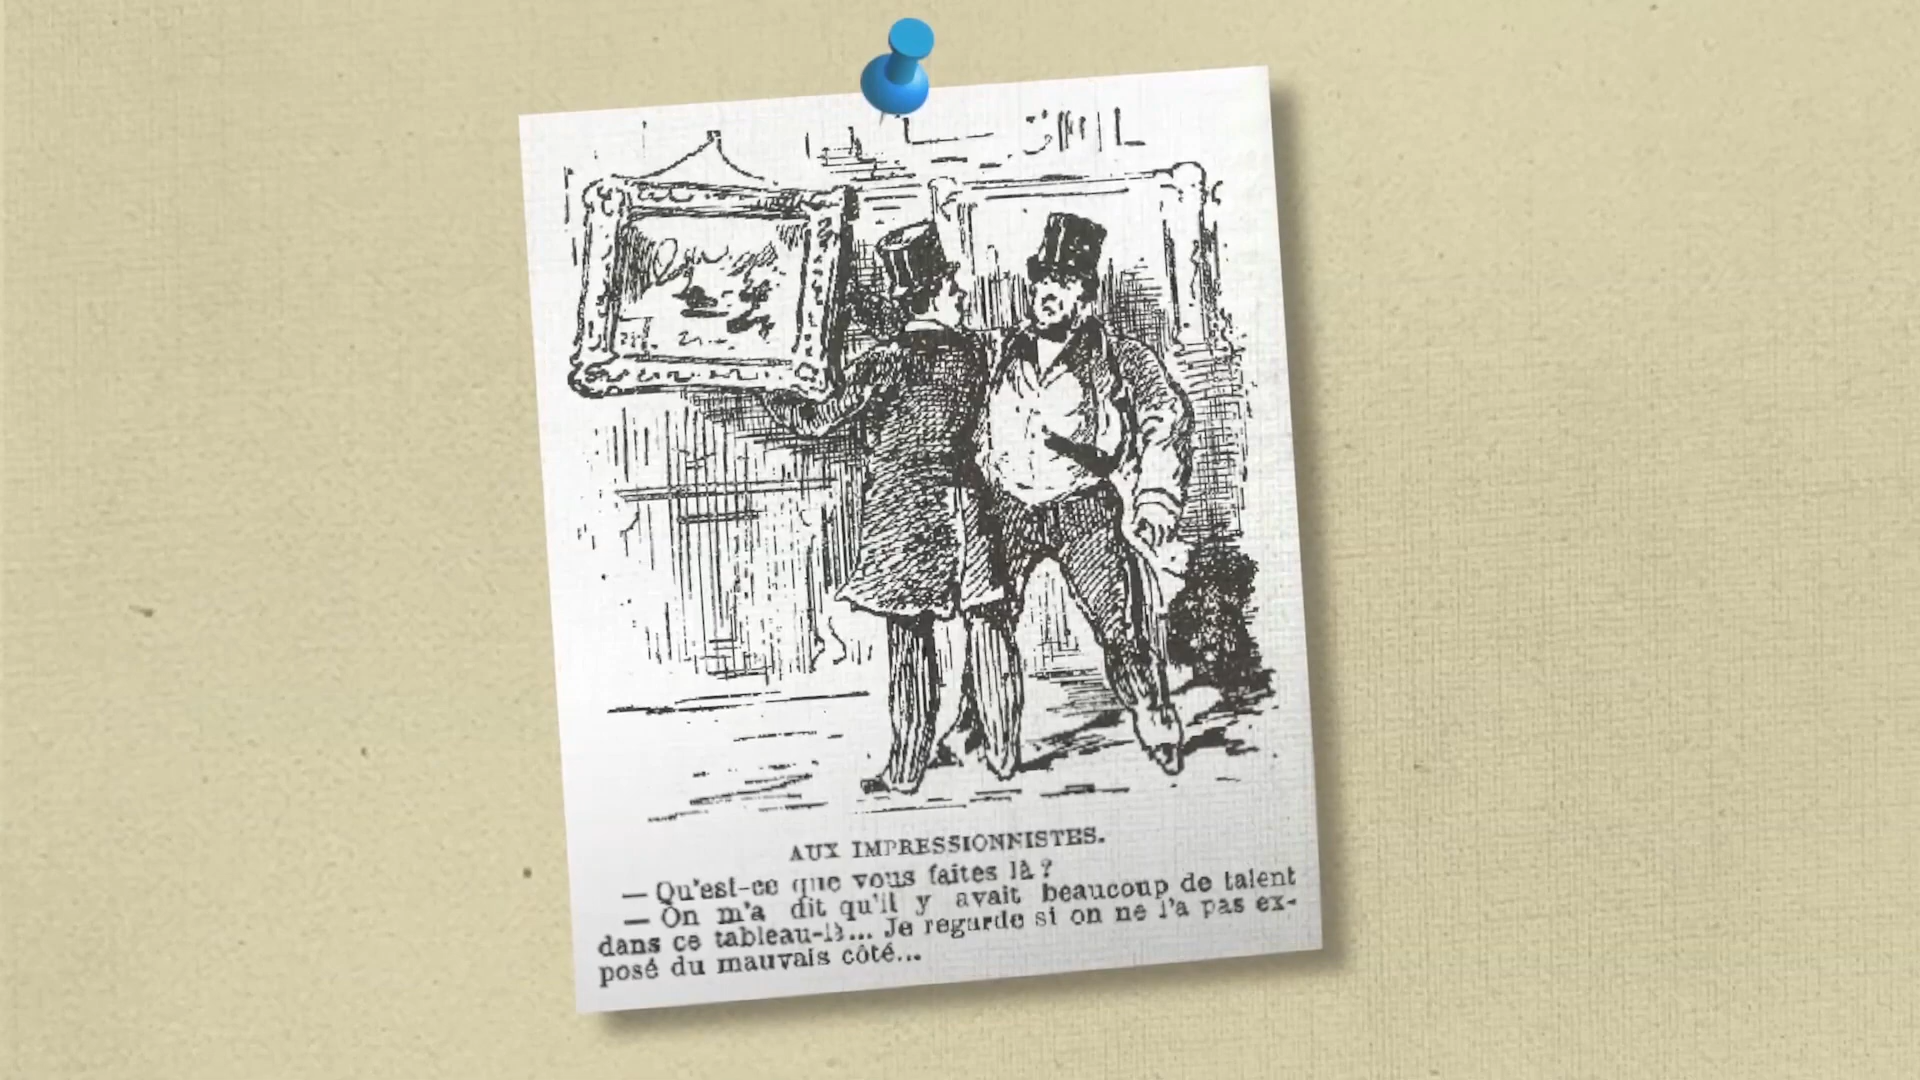 AUX IMPRESSIONNISTES.
— Qu'est-ce que vous faites là ?
— On m'a dit qu'il y avait beaucoup de talent
dans ce tableau-là... Je regarde si on ne l'a pas ex-
posé du mauvais côté...